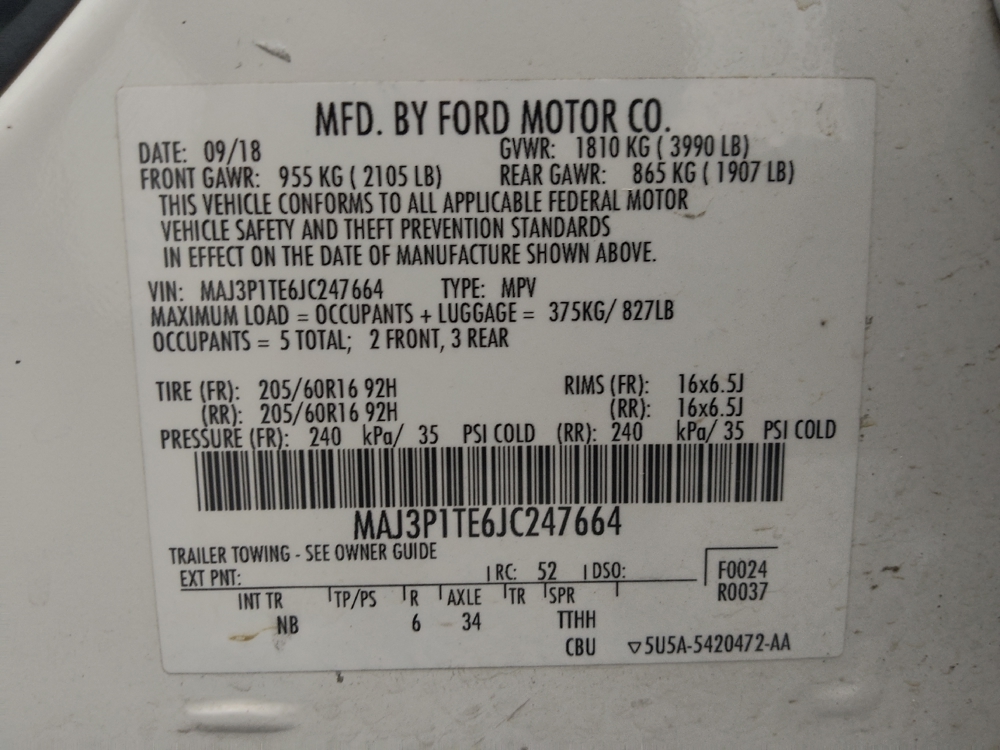 MFD. BY FORD MOTOR CO.
DATE: 09/18 GVWR: 1810 KG ( 3990 LB)
FRONT GAWR: 955 KG ( 2105 LB) REAR GAWR: 865 KG ( 1907 LB)
THIS VEHICLE CONFORMS TO ALL APPLICABLE FEDERAL MOTOR
VEHICLE SAFETY AND THEFT PREVENTION STANDARDS
IN EFFECT ON THE DATE OF MANUFACTURE SHOWN ABOVE.
VIN: MAJ3P1TE6JC247664 TYPE: MPV
MAXIMUM LOAD = OCCUPANTS + LUGGAGE = 375KG/ 827LB
OCCUPANTS = 5 TOTAL; 2 FRONT, 3 REAR
TIRE (FR): 205/60R16 92H RIMS (FR): 16x6.5J
(RR): 205/60R16 92H (RR): 16x6.5J
PRESSURE (FR): 240 kPa/ 35 PSI COLD (RR): 240 kPa/ 35 PSI COLD
MAJ3P1TE6JC247664
TRAILER TOWING - SEE OWNER GUIDE
EXT PNT: RC: 52 DSO: F0024
R0037
INT TR TP/PS R AXLE TR SPR
NB 6 34 TTHH
CBU ▽5U5A-5420472-AA